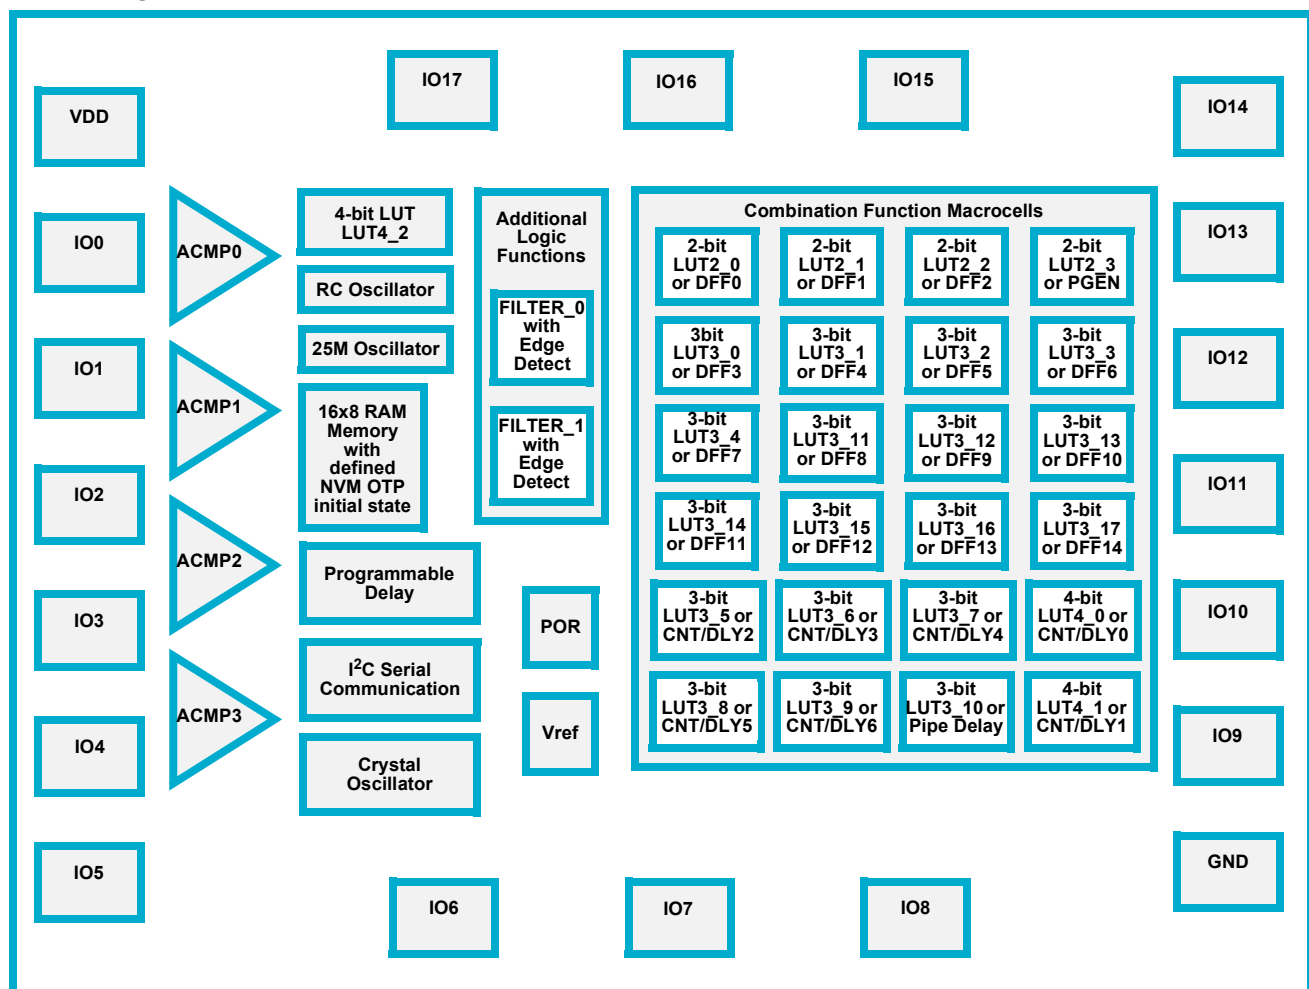 IO17
IO16
IO15
IO14
VDD
IO0
IO1
IO2
IO3
IO4
IO5
ACMP0
ACMP1
ACMP2
ACMP3
4-bit LUT
LUT4_2
RC Oscillator
25M Oscillator
16x8 RAM
Memory
with
defined
NVM OTP
initial state
Programmable
Delay
I²C Serial
Communication
Crystal
Oscillator
Additional
Logic
Functions
FILTER_0
with
Edge
Detect
FILTER_1
with
Edge
Detect
POR
Vref
Combination Function Macrocells
2-bit
LUT2_0
or DFF0
2-bit
LUT2_1
or DFF1
2-bit
LUT2_2
or DFF2
2-bit
LUT2_3
or PGEN
3bit
LUT3_0
or DFF3
3-bit
LUT3_1
or DFF4
3-bit
LUT3_2
or DFF5
3-bit
LUT3_3
or DFF6
3-bit
LUT3_4
or DFF7
3-bit
LUT3_11
or DFF8
3-bit
LUT3_12
or DFF9
3-bit
LUT3_13
or DFF10
3-bit
LUT3_14
or DFF11
3-bit
LUT3_15
or DFF12
3-bit
LUT3_16
or DFF13
3-bit
LUT3_17
or DFF14
3-bit
LUT3_5 or
CNT/DLY2
3-bit
LUT3_6 or
CNT/DLY3
3-bit
LUT3_7 or
CNT/DLY4
4-bit
LUT4_0 or
CNT/DLY0
3-bit
LUT3_8 or
CNT/DLY5
3-bit
LUT3_9 or
CNT/DLY6
3-bit
LUT3_10 or
Pipe Delay
4-bit
LUT4_1 or
CNT/DLY1
IO13
IO12
IO11
IO10
IO9
GND
IO6
IO7
IO8